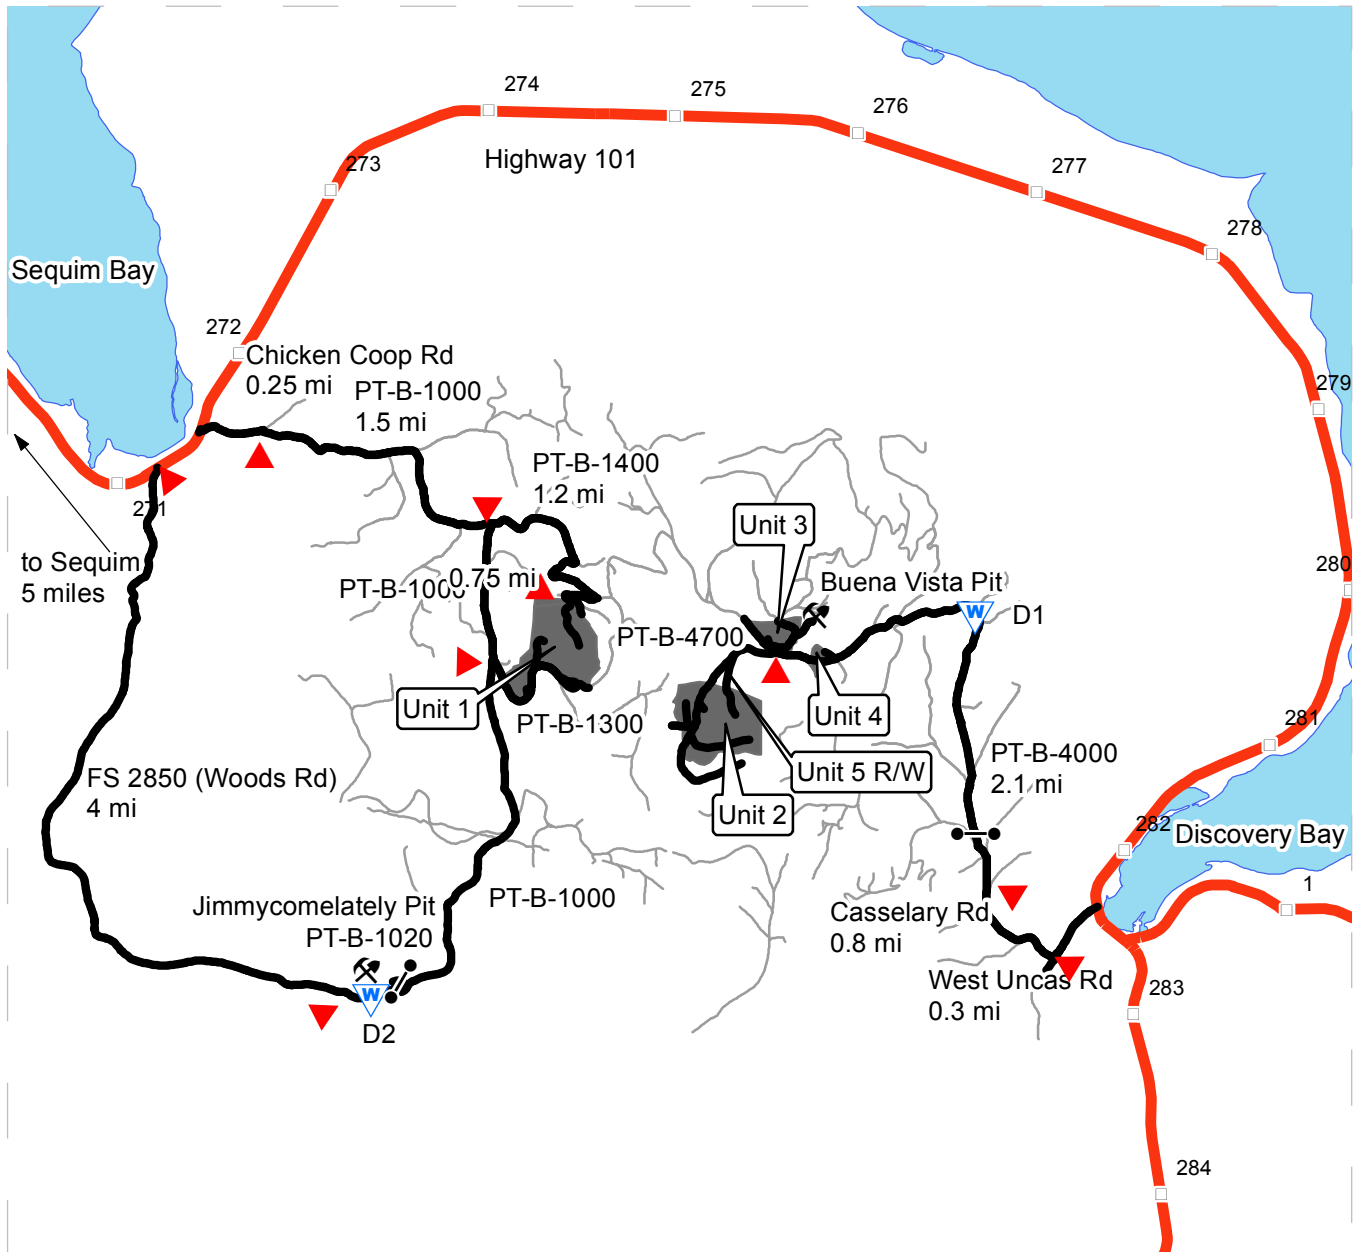 274
275
276
Highway 101
273
277
278
Sequim Bay
272
Chicken Coop Rd
0.25 mi
PT-B-1000
1.5 mi
279
PT-B-1400
1.2 mi
271
Unit 3
to Sequim
5 miles
PT-B-1000
0.75 mi
Buena Vista Pit
280
W
D1
PT-B-4700
Unit 1
PT-B-1300
Unit 4
281
PT-B-4000
2.1 mi
FS 2850 (Woods Rd)
4 mi
Unit 5 R/W
Unit 2
282
Discovery Bay
1
Jimmycomelately Pit
PT-B-1020
PT-B-1000
Casselary Rd
0.8 mi
West Uncas Rd
0.3 mi
283
W
D2
284